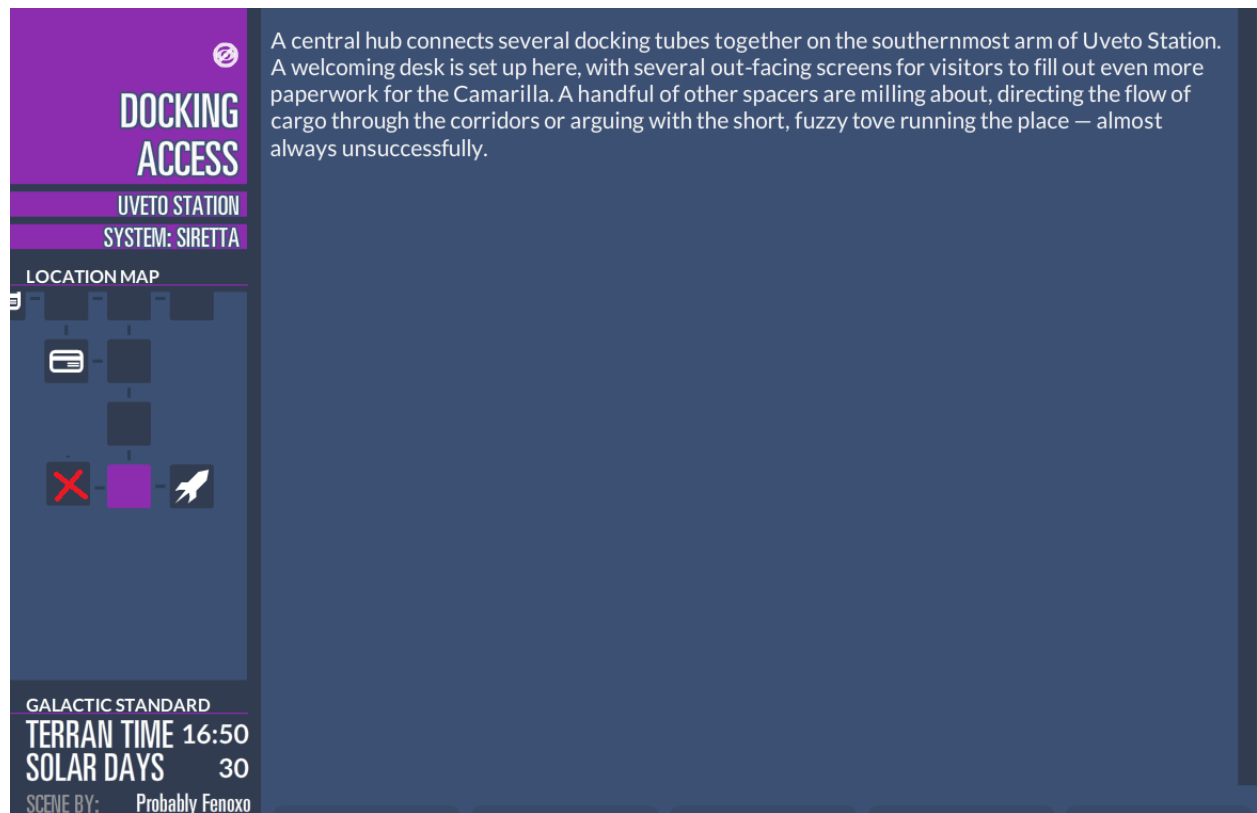 DOCKING
ACCESS
UVETO STATION
SYSTEM: SIRETTA
LOCATION MAP
GALACTIC STANDARD
TERRAN TIME 16:50
SOLAR DAYS 30
SCENE BY: Probably Fenoxo
A central hub connects several docking tubes together on the southernmost arm of Uveto Station.
A welcoming desk is set up here, with several out-facing screens for visitors to fill out even more
paperwork for the Camarilla. A handful of other spacers are milling about, directing the flow of
cargo through the corridors or arguing with the short, fuzzy tove running the place — almost
always unsuccessfully.